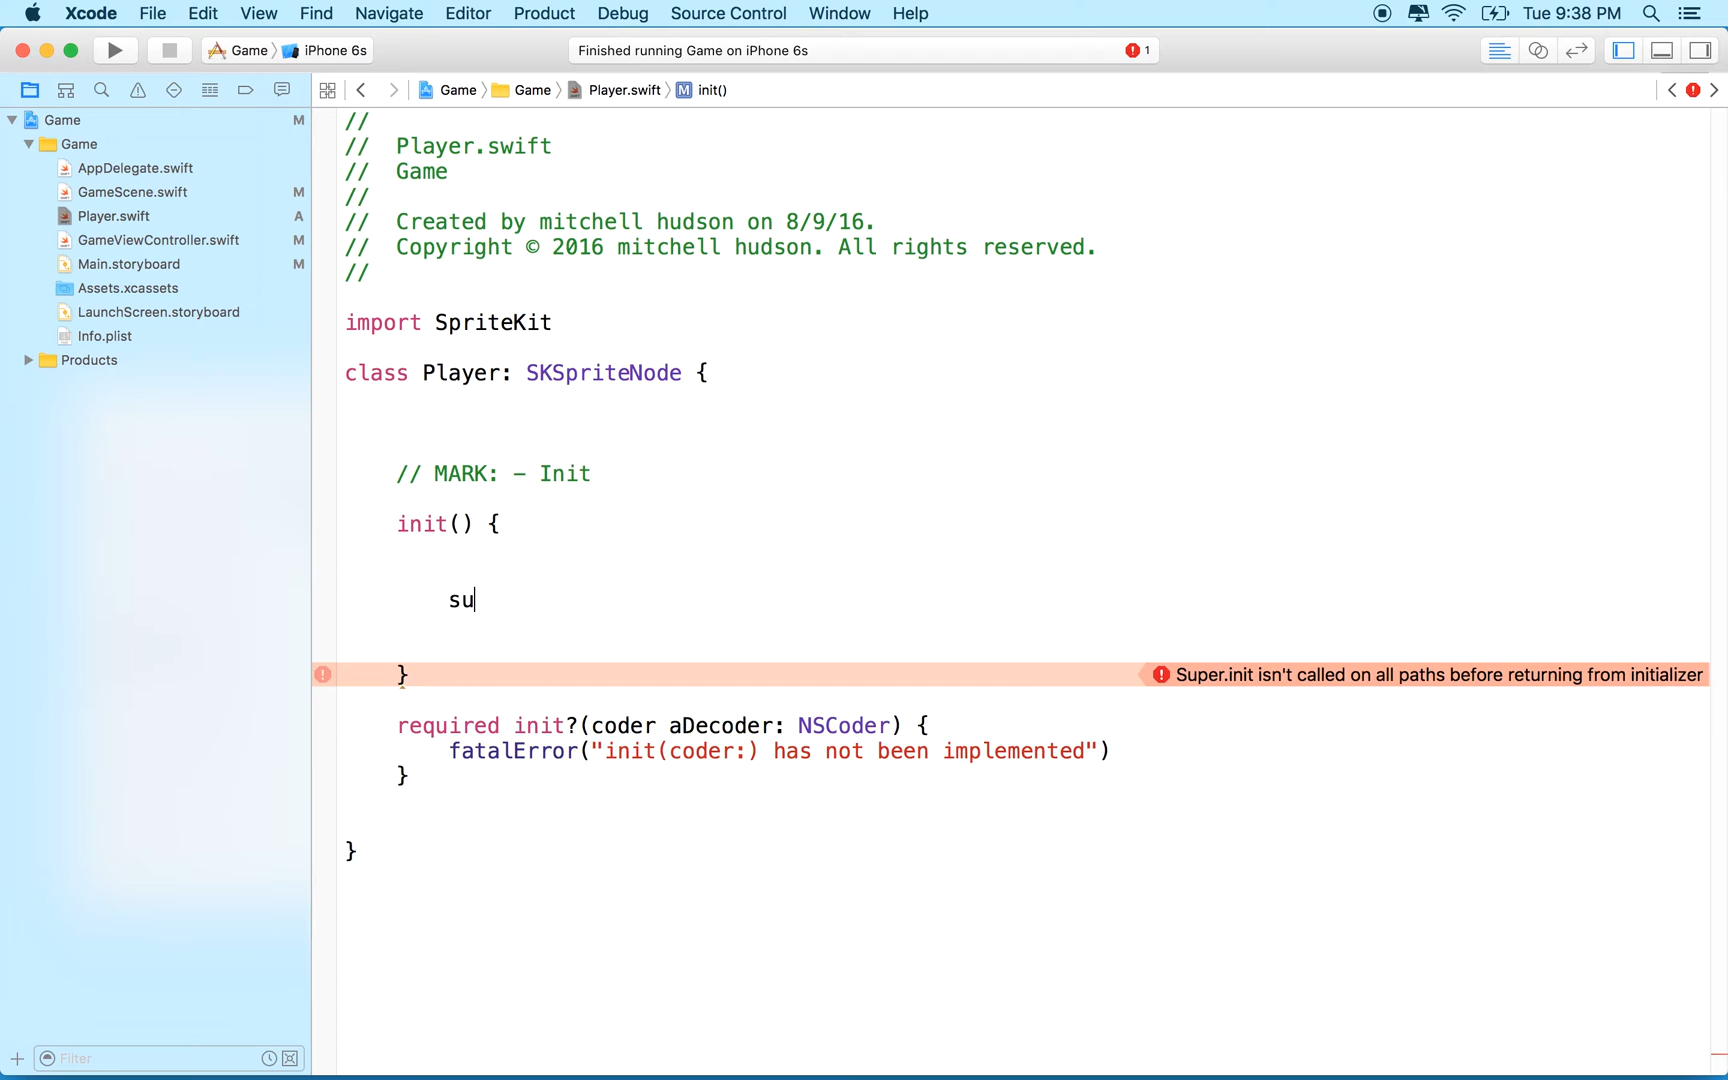 Xcode File Edit View Find Navigate Editor Product Debug Source Control Window Help Tue 9:38 PM
Game iPhone 6s Finished running Game on iPhone 6s 1
Game Game Player.swift M init()
Game M
Game
AppDelegate.swift
GameScene.swift M
Player.swift A
GameViewController.swift M
Main.storyboard M
Assets.xcassets
LaunchScreen.storyboard
Info.plist
Products
//
// Player.swift
// Game
//
// Created by mitchell hudson on 8/9/16.
// Copyright © 2016 mitchell hudson. All rights reserved.
//
import SpriteKit
class Player: SKSpriteNode {
// MARK: - Init
init() {
su
} Super.init isn't called on all paths before returning from initializer
required init?(coder aDecoder: NSCoder) {
fatalError("init(coder:) has not been implemented")
}
}
Filter